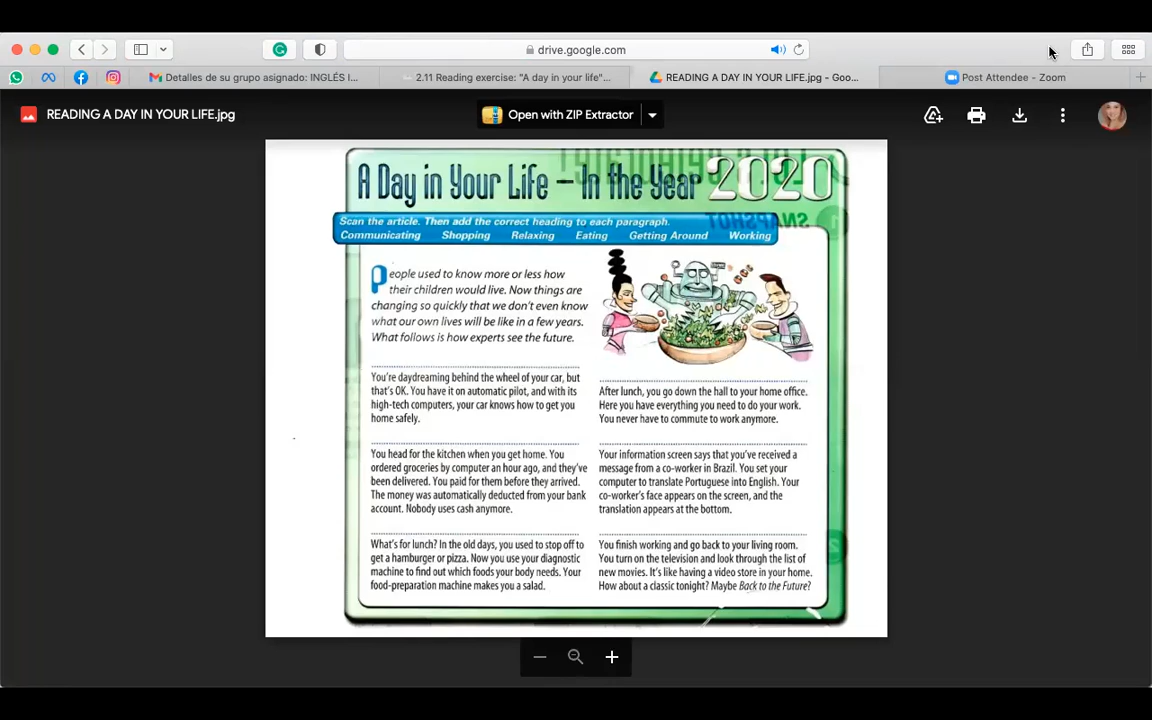 drive.google.com
Detalles de su grupo asignado: INGLÉS I...
2.11 Reading exercise: "A day in your life"...
READING A DAY IN YOUR LIFE.jpg - Goo...
Post Attendee - Zoom
READING A DAY IN YOUR LIFE.jpg
Open with ZIP Extractor
A Day in Your Life – In the Year 2020
SNAPSHOT
Scan the article. Then add the correct heading to each paragraph.
Communicating Shopping Relaxing Eating Getting Around Working
People used to know more or less how
their children would live. Now things are
changing so quickly that we don't even know
what our own lives will be like in a few years.
What follows is how experts see the future.
You're daydreaming behind the wheel of your car, but
that's OK. You have it on automatic pilot, and with its
high-tech computers, your car knows how to get you
home safely.
You head for the kitchen when you get home. You
ordered groceries by computer an hour ago, and they've
been delivered. You paid for them before they arrived.
The money was automatically deducted from your bank
account. Nobody uses cash anymore.
What's for lunch? In the old days, you used to stop off to
get a hamburger or pizza. Now you use your diagnostic
machine to find out which foods your body needs. Your
food-preparation machine makes you a salad.
After lunch, you go down the hall to your home office.
Here you have everything you need to do your work.
You never have to commute to work anymore.
Your information screen says that you've received a
message from a co-worker in Brazil. You set your
computer to translate Portuguese into English. Your
co-worker's face appears on the screen, and the
translation appears at the bottom.
You finish working and go back to your living room.
You turn on the television and look through the list of
new movies. It's like having a video store in your home.
How about a classic tonight? Maybe Back to the Future?